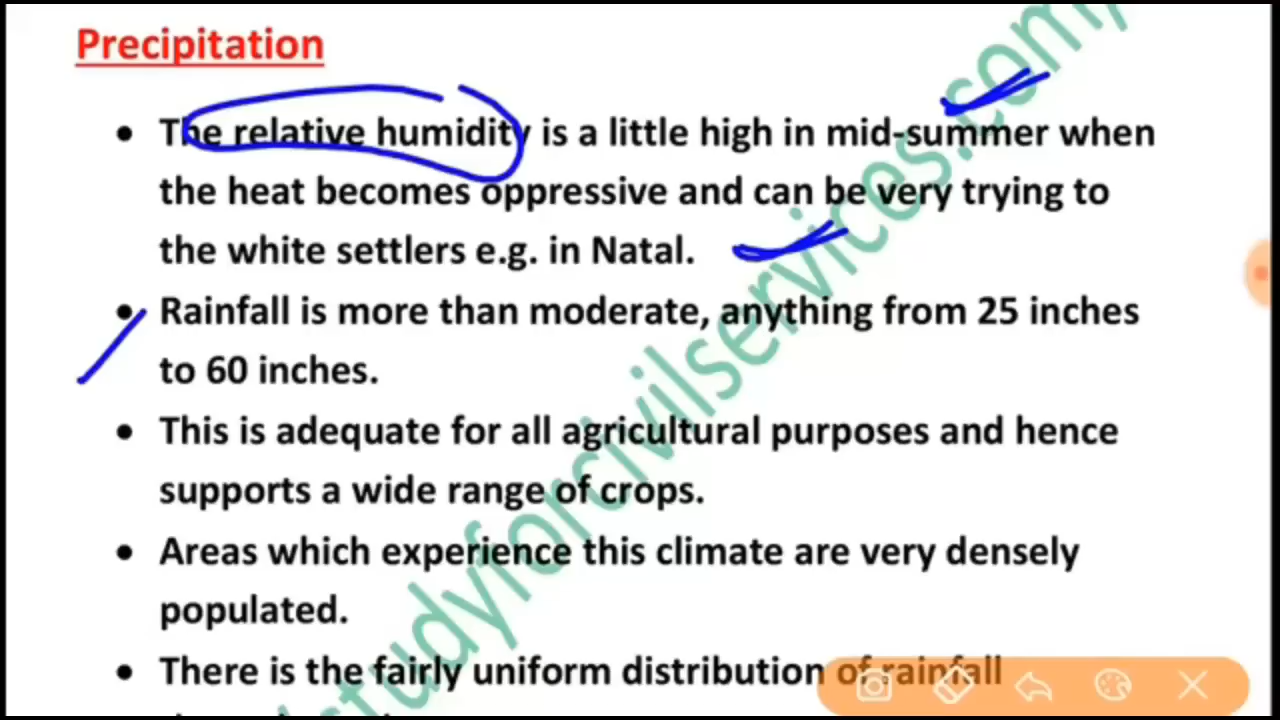 Precipitation
• The relative humidity is a little high in mid-summer when
the heat becomes oppressive and can be very trying to
the white settlers e.g. in Natal.
• Rainfall is more than moderate, anything from 25 inches
to 60 inches.
• This is adequate for all agricultural purposes and hence
supports a wide range of crops.
• Areas which experience this climate are very densely
populated.
• There is the fairly uniform distribution of rainfall
studyforcivilservices.com/